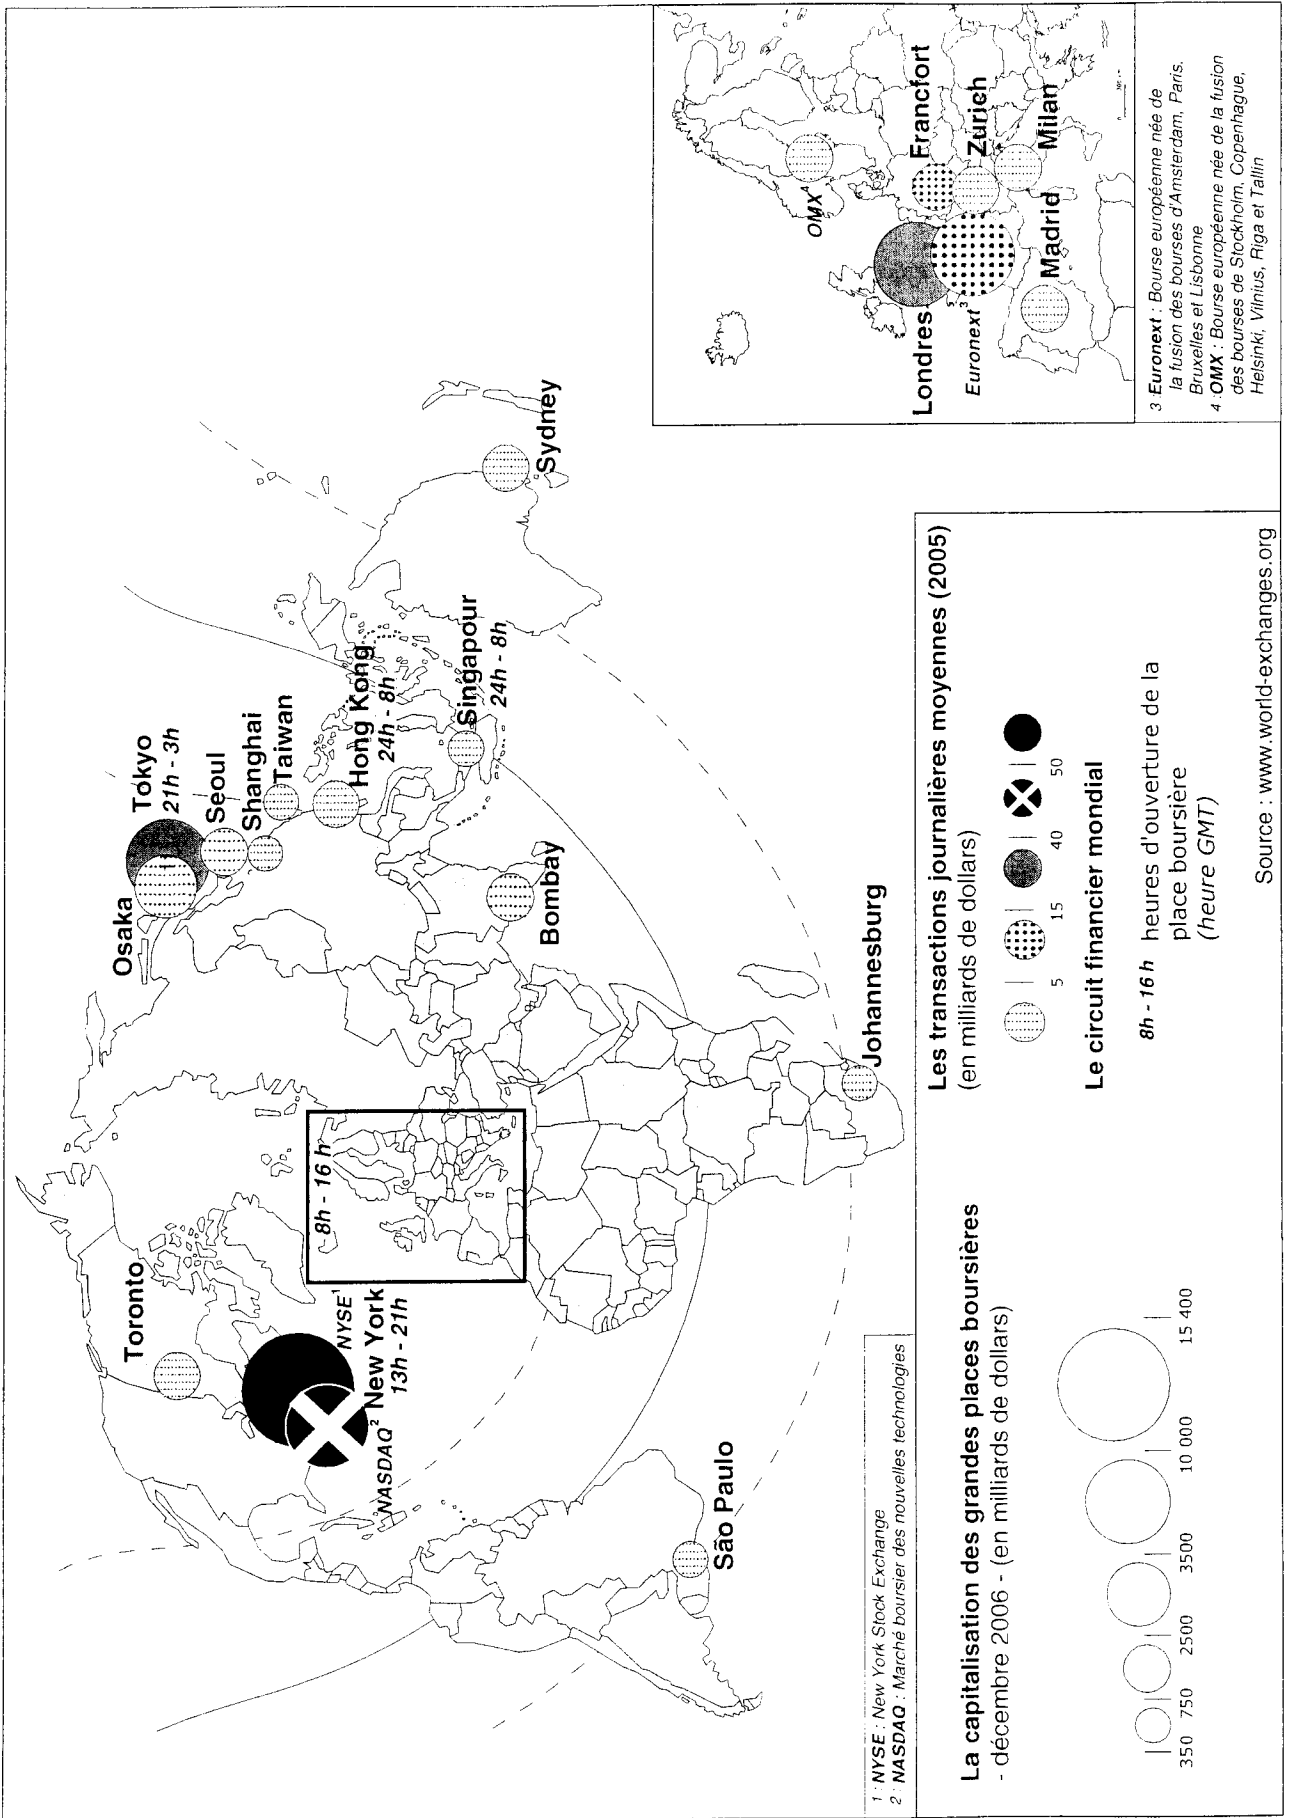 Toronto
NYSE¹
NASDAQ² New York
13h - 21h
8h - 16 h
São Paulo
Johannesburg
Bombay
Osaka
Tokyo
21h - 3h
Seoul
Shanghai
Taiwan
Hong Kong
24h - 8h
Singapour
24h - 8h
Sydney
OMX⁴
Londres
Euronext³
Francfort
Zurich
Milan
Madrid
3 Euronext : Bourse européenne née de
la fusion des bourses d'Amsterdam, Paris,
Bruxelles et Lisbonne
4 : OMX : Bourse européenne née de la fusion
des bourses de Stockholm, Copenhague,
Helsinki, Vilnius, Riga et Tallin
1 : NYSE : New York Stock Exchange
2 : NASDAQ : Marché boursier des nouvelles technologies
La capitalisation des grandes places boursières
- décembre 2006 - (en milliards de dollars)
350 750 2500 3500 10 000 15 400
Les transactions journalières moyennes (2005)
(en milliards de dollars)
5 15 40 50
Le circuit financier mondial
8h - 16 h heures d'ouverture de la
place boursière
(heure GMT)
Source : www.world-exchanges.org